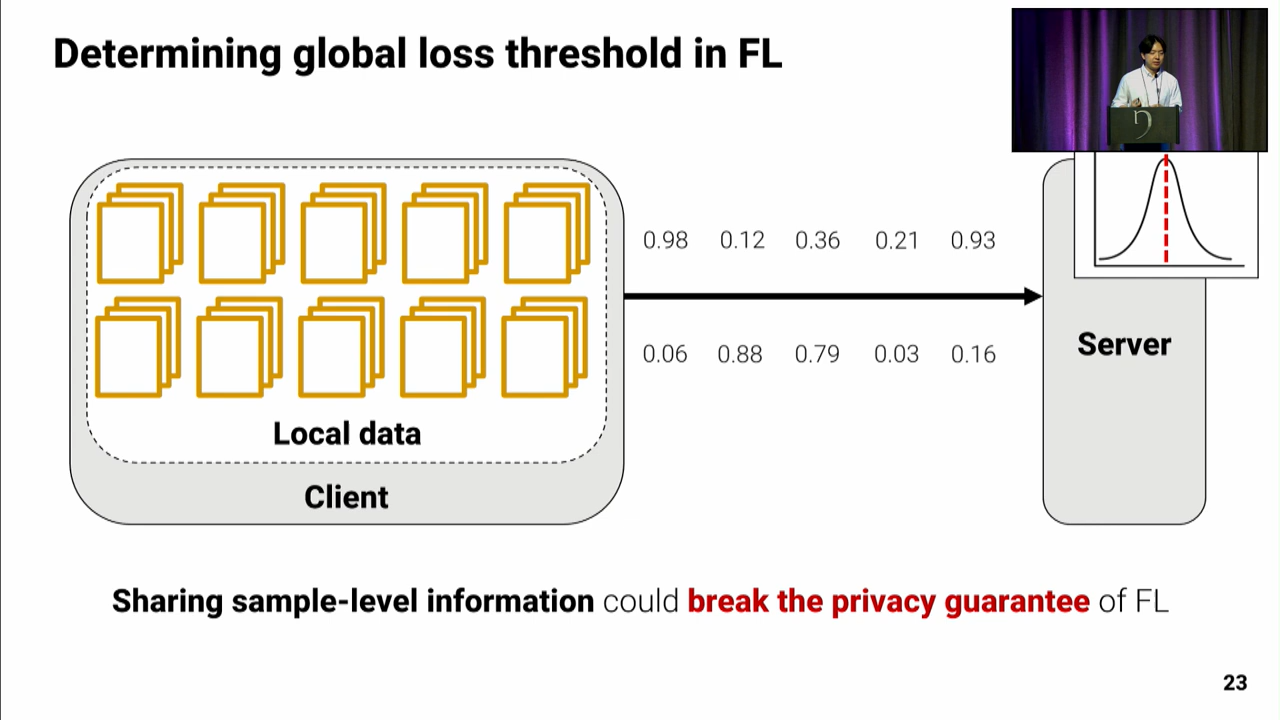 Determining global loss threshold in FL
0.98 0.12 0.36 0.21 0.93
0.06 0.88 0.79 0.03 0.16
Server
Local data
Client
Sharing sample-level information could break the privacy guarantee of FL
23